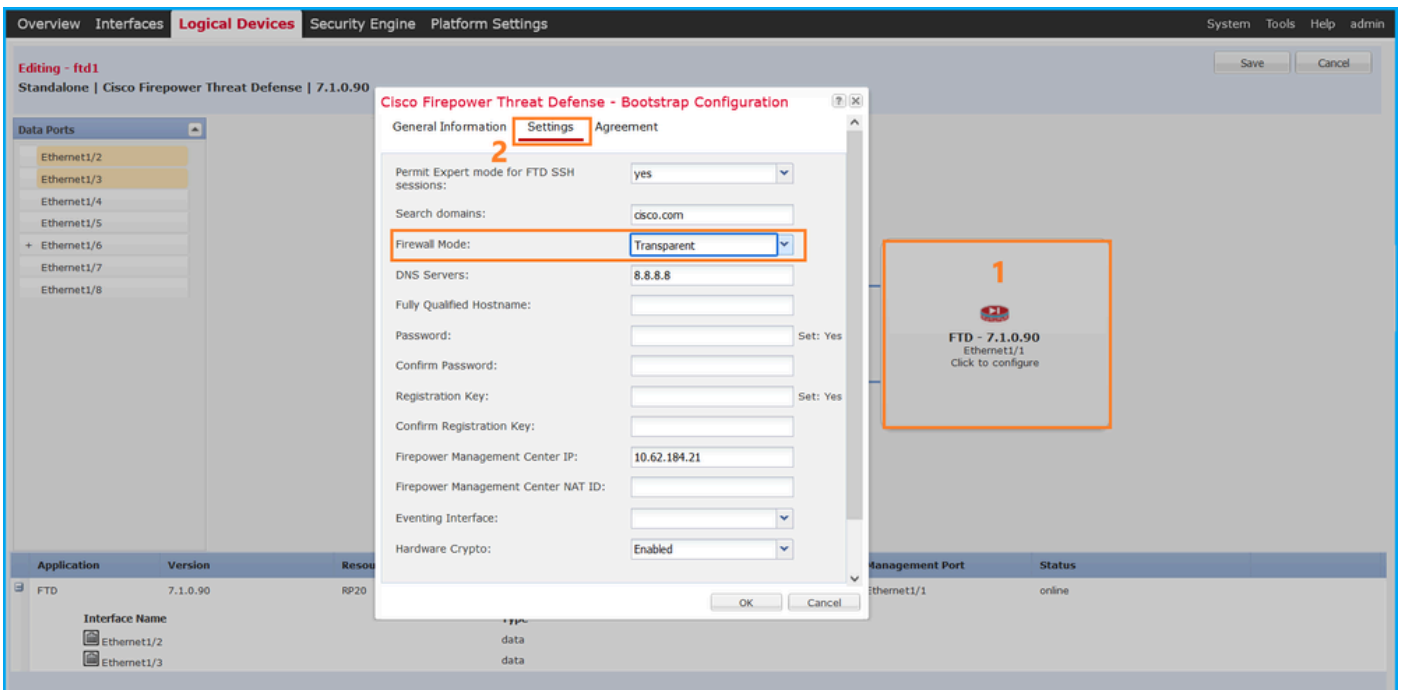 Overview Interfaces Logical Devices Security Engine Platform Settings System Tools Help admin
Editing - ftd1
Standalone | Cisco Firepower Threat Defense | 7.1.0.90
Save Cancel
Data Ports
Ethernet1/2
Ethernet1/3
Ethernet1/4
Ethernet1/5
+ Ethernet1/6
Ethernet1/7
Ethernet1/8
Cisco Firepower Threat Defense - Bootstrap Configuration ? X
General Information Settings Agreement
2
Permit Expert mode for FTD SSH sessions: yes
Search domains: cisco.com
Firewall Mode: Transparent
DNS Servers: 8.8.8.8
Fully Qualified Hostname:
Password: Set: Yes
Confirm Password:
Registration Key: Set: Yes
Confirm Registration Key:
Firepower Management Center IP: 10.62.184.21
Firepower Management Center NAT ID:
Eventing Interface:
Hardware Crypto: Enabled
OK Cancel
1
FTD - 7.1.0.90
Ethernet1/1
Click to configure
Application Version Resou Management Port Status
FTD 7.1.0.90 RP20 Ethernet1/1 online
Interface Name Type
Ethernet1/2 data
Ethernet1/3 data